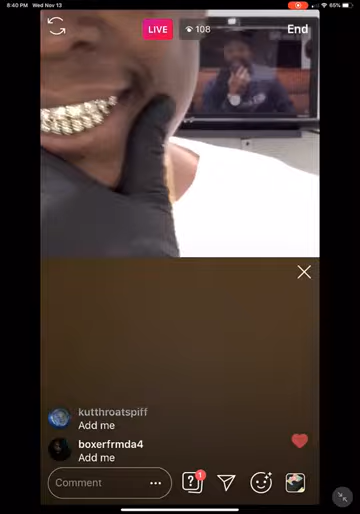 8:40 PM Wed Nov 13
65%
LIVE
108
End
kutthroatspiff
Add me
boxerfrmda4
Add me
1
Comment